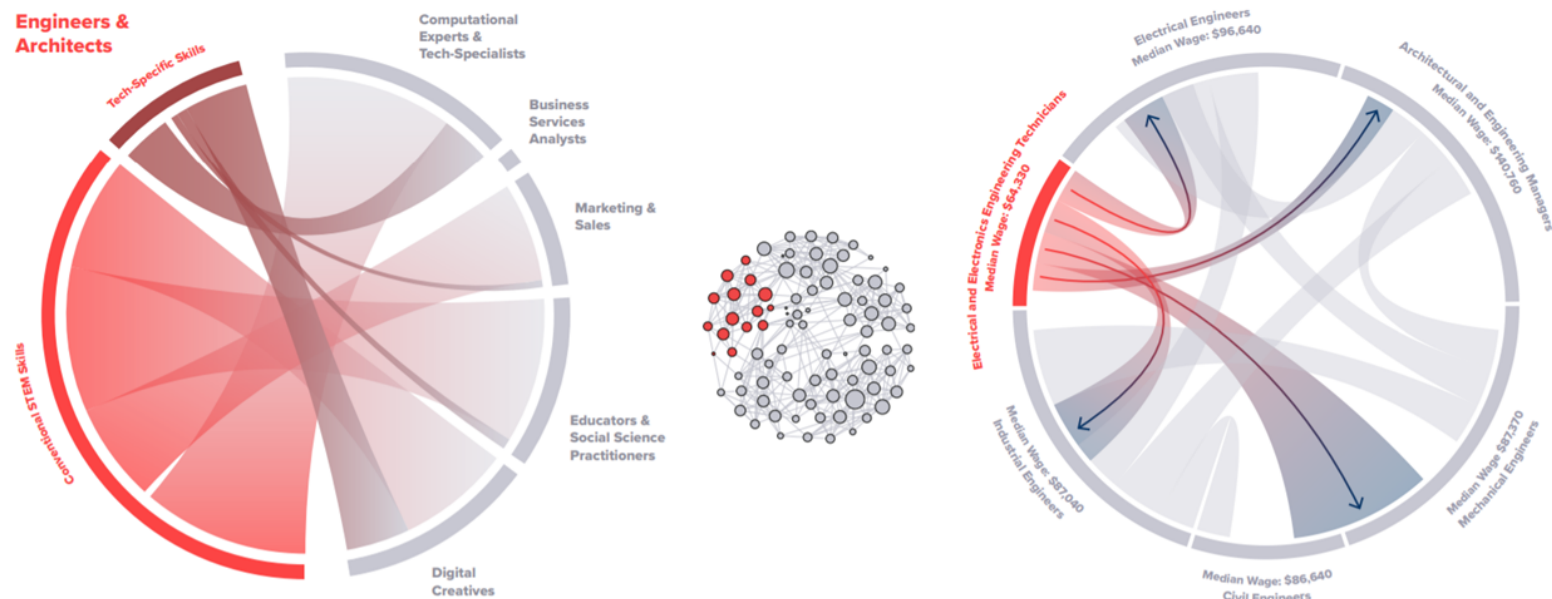 Engineers &
Architects
Tech-Specific Skills
Conventional STEM Skills
Computational
Experts &
Tech-Specialists
Business
Services
Analysts
Marketing &
Sales
Educators &
Social Science
Practitioners
Digital
Creatives
Electrical and Electronics Engineering Technicians
Median Wage: $64,330
Electrical Engineers
Median Wage: $96,640
Architectural and Engineering Managers
Median Wage: $140,760
Median Wage $87,370
Mechanical Engineers
Median Wage: $86,640
Civil Engineers
Median Wage: $87,040
Industrial Engineers